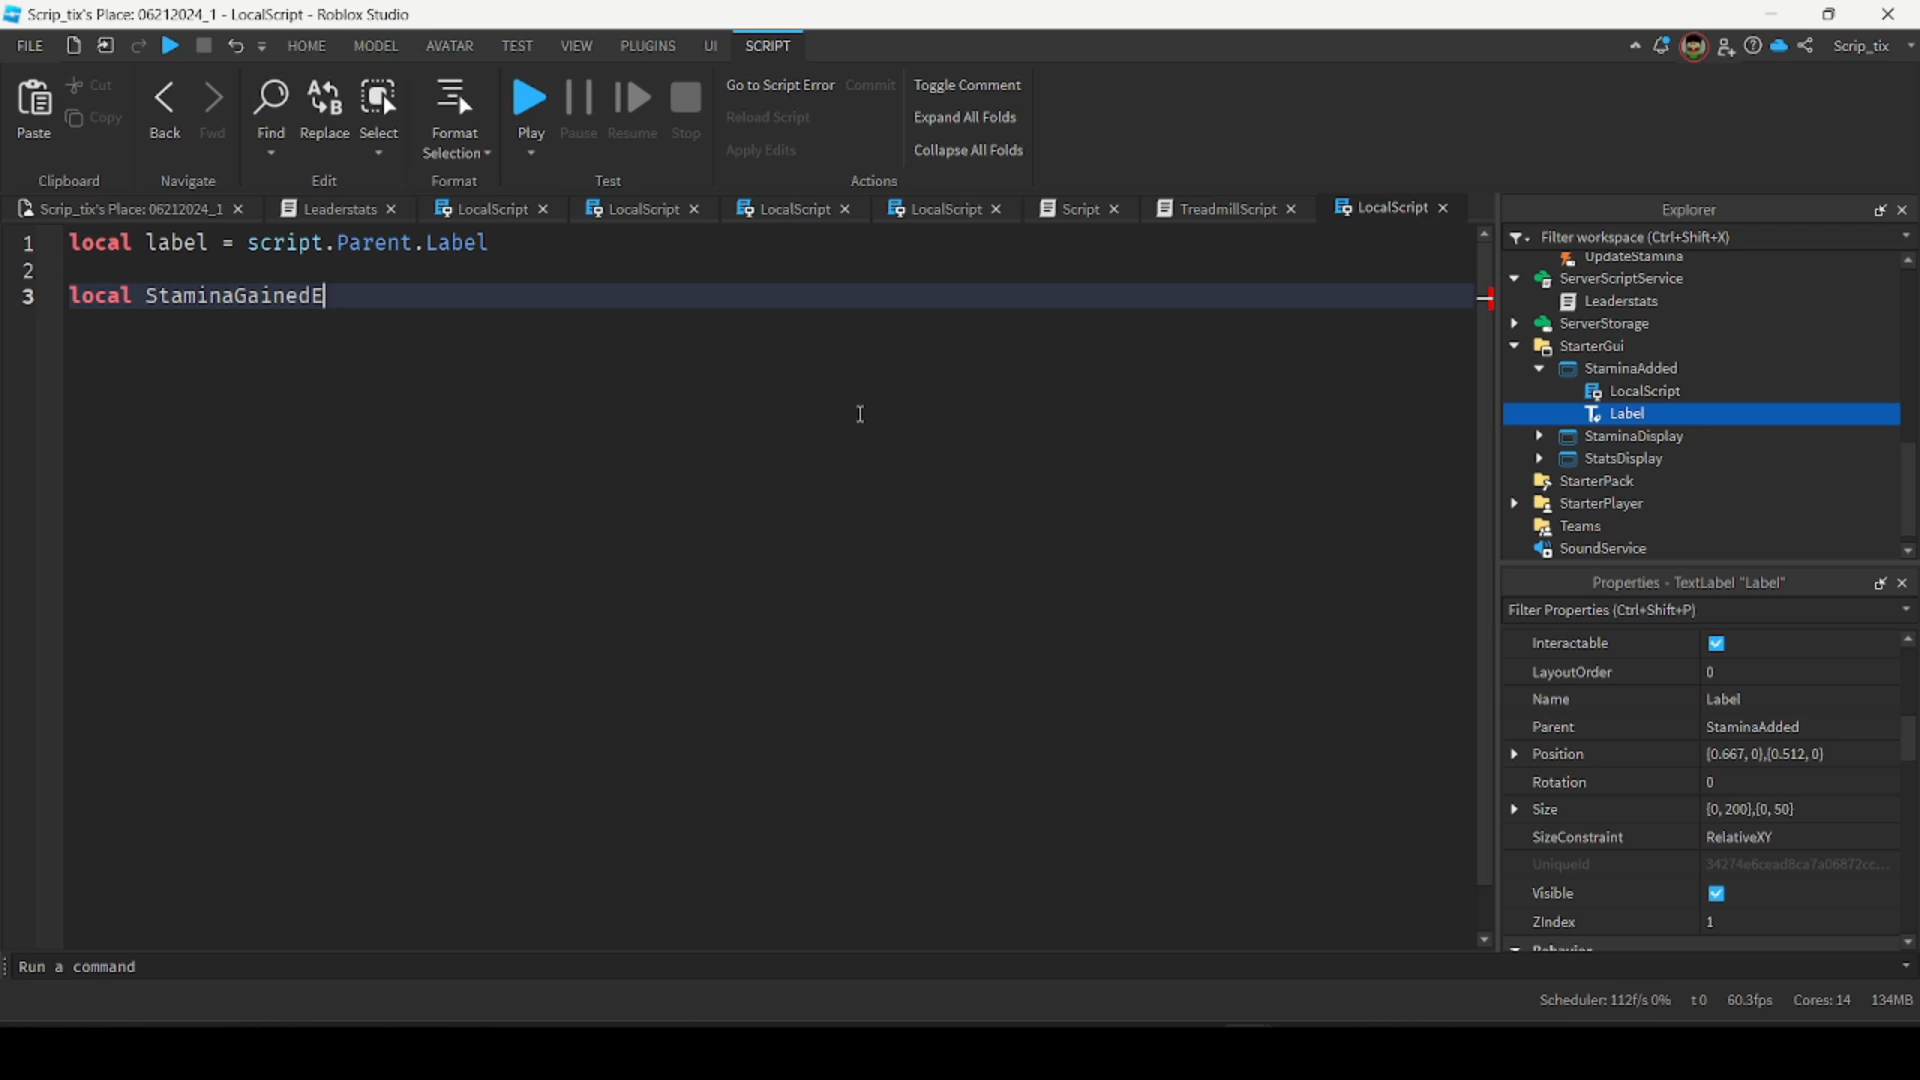 Scrip_tix's Place: 06212024_1 - LocalScript - Roblox Studio
FILE HOME MODEL AVATAR TEST VIEW PLUGINS UI SCRIPT Scrip_tix
Paste Cut Copy Back Fwd Find Replace Select Format Selection Play Pause Resume Stop
Go to Script Error Commit Toggle Comment
Reload Script Expand All Folds
Apply Edits Collapse All Folds
Clipboard Navigate Edit Format Test Actions
Scrip_tix's Place: 06212024_1 Leaderstats LocalScript LocalScript LocalScript LocalScript Script TreadmillScript LocalScript
1 local label = script.Parent.Label
2
3 local StaminaGainedE
Explorer
Filter workspace (Ctrl+Shift+X)
UpdateStamina
ServerScriptService
Leaderstats
ServerStorage
StarterGui
StaminaAdded
LocalScript
Label
StaminaDisplay
StatsDisplay
StarterPack
StarterPlayer
Teams
SoundService
Properties - TextLabel "Label"
Filter Properties (Ctrl+Shift+P)
Interactable
LayoutOrder 0
Name Label
Parent StaminaAdded
Position {0.667, 0},{0.512, 0}
Rotation 0
Size {0, 200},{0, 50}
SizeConstraint RelativeXY
UniqueId 34274e6cead8ca7a06872cc...
Visible
ZIndex 1
Behavior
Run a command
Scheduler: 112f/s 0% t 0 60.3fps Cores: 14 134MB